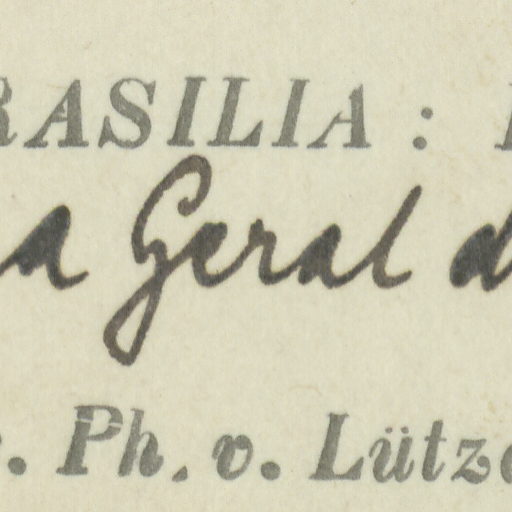 RASILIA :
a Geral d
. Ph. v. Lütz